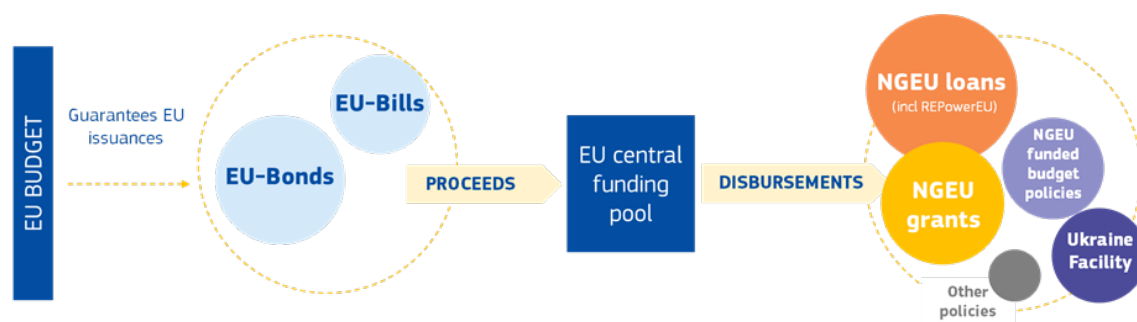 EU BUDGET
Guarantees EU
issuances
EU-Bills
EU-Bonds
PROCEEDS
EU central
funding
pool
DISBURSEMENTS
NGEU loans
(incl REPowerEU)
NGEU
grants
NGEU
funded
budget
policies
Ukraine
Facility
Other
policies